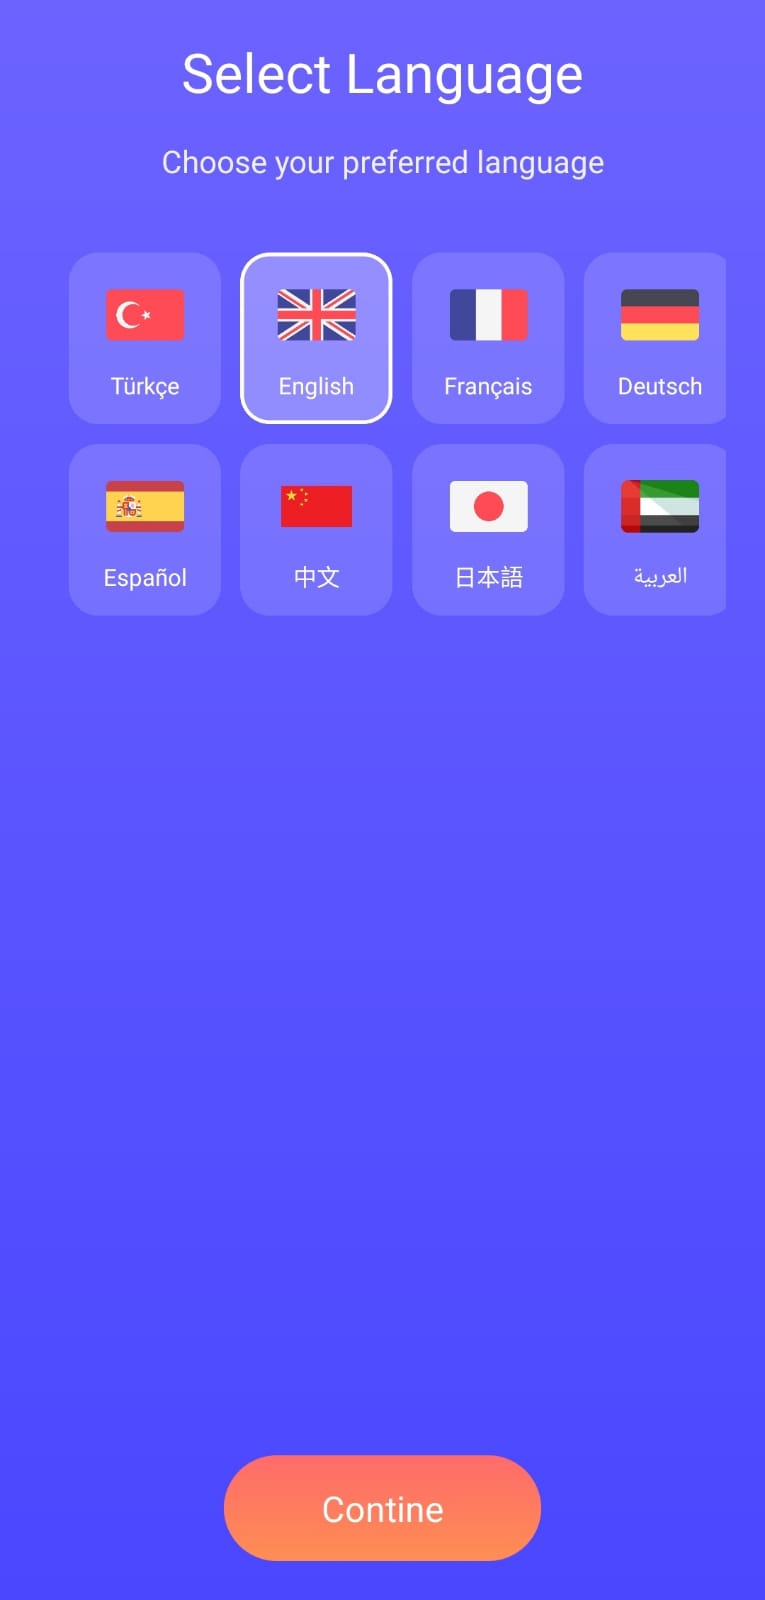 Select Language
Choose your preferred language
Türkçe
English
Français
Deutsch
Español
中文
日本語
العربية
Contine